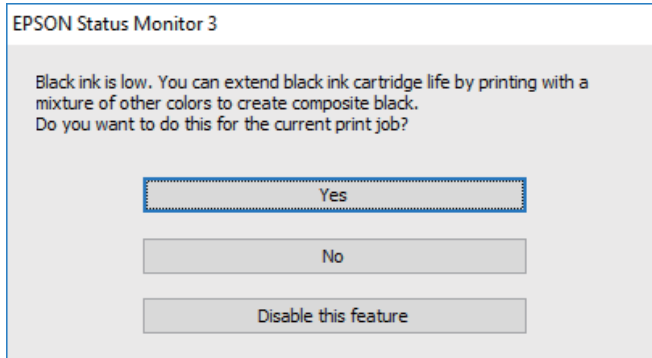 EPSON Status Monitor 3
Black ink is low. You can extend black ink cartridge life by printing with a
mixture of other colors to create composite black.
Do you want to do this for the current print job?
Yes
No
Disable this feature